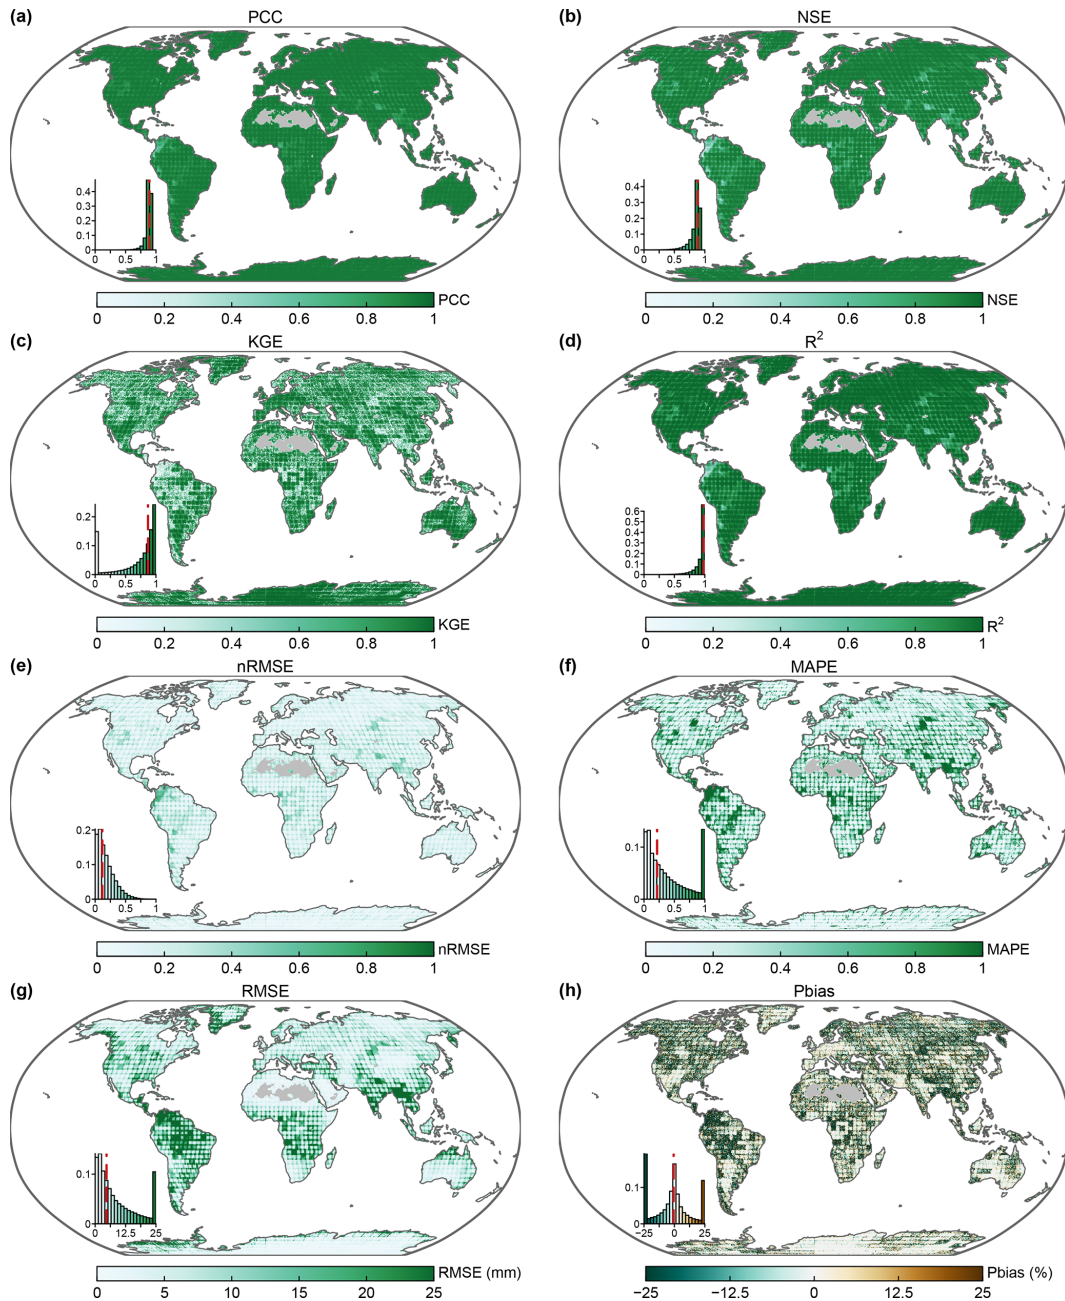 (a) PCC
0.4
0.3
0.2
0.1
0
0 0.5 1
0 0.2 0.4 0.6 0.8 1
PCC
(b) NSE
0.4
0.3
0.2
0.1
0
0 0.5 1
0 0.2 0.4 0.6 0.8 1
NSE
(c) KGE
0.2
0.1
0
0.5 1
0 0.2 0.4 0.6 0.8 1
KGE
(d) R²
0.6
0.5
0.4
0.3
0.2
0.1
0
0 0.5 1
0 0.2 0.4 0.6 0.8 1
R²
(e) nRMSE
0.2
0.1
0
0 0.5 1
0 0.2 0.4 0.6 0.8 1
nRMSE
(f) MAPE
0.1
0
0 0.5 1
0 0.2 0.4 0.6 0.8 1
MAPE
(g) RMSE
0.1
0
0 12.5 25
0 5 10 15 20 25
RMSE (mm)
(h) Pbias
0.1
0
−25 0 25
−25 −12.5 0 12.5 25
Pbias (%)